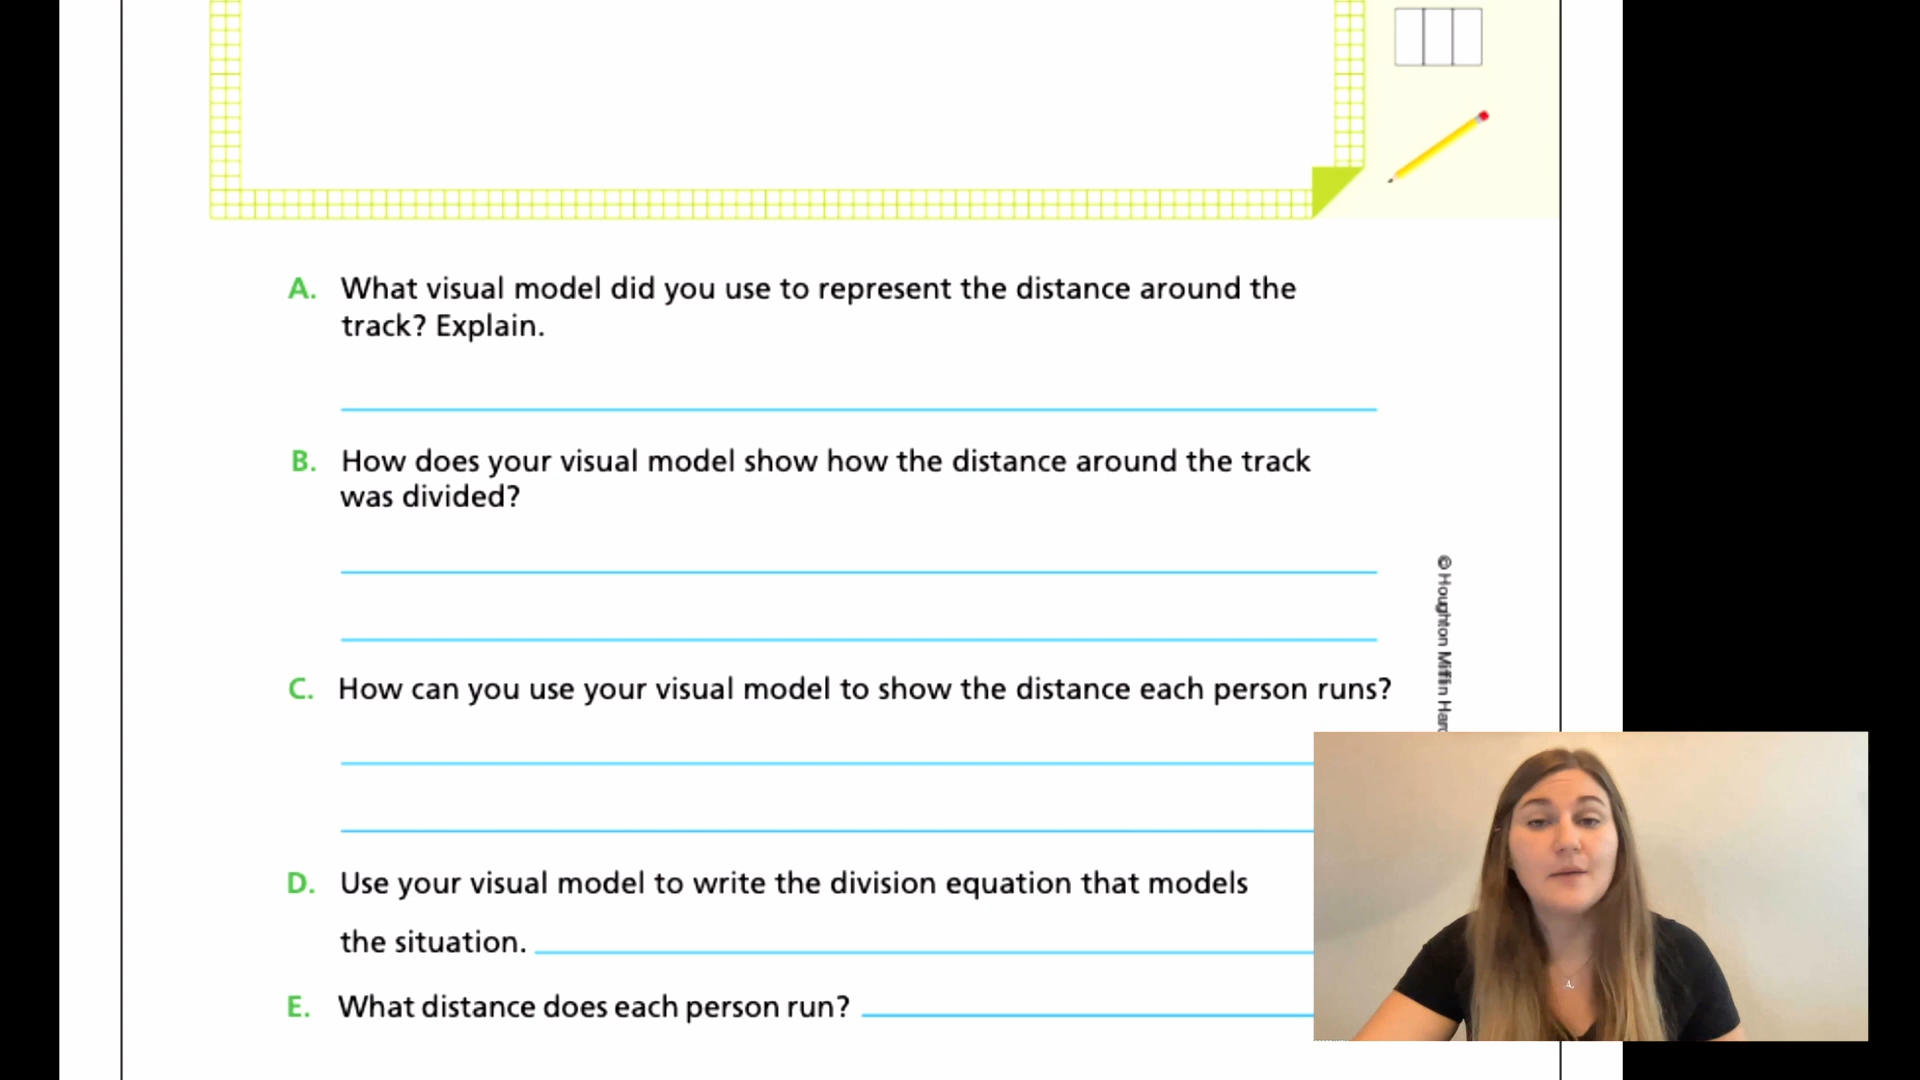 A. What visual model did you use to represent the distance around the
track? Explain.
B. How does your visual model show how the distance around the track
was divided?
C. How can you use your visual model to show the distance each person runs?
D. Use your visual model to write the division equation that models
the situation.
E. What distance does each person run?
© Houghton Mifflin